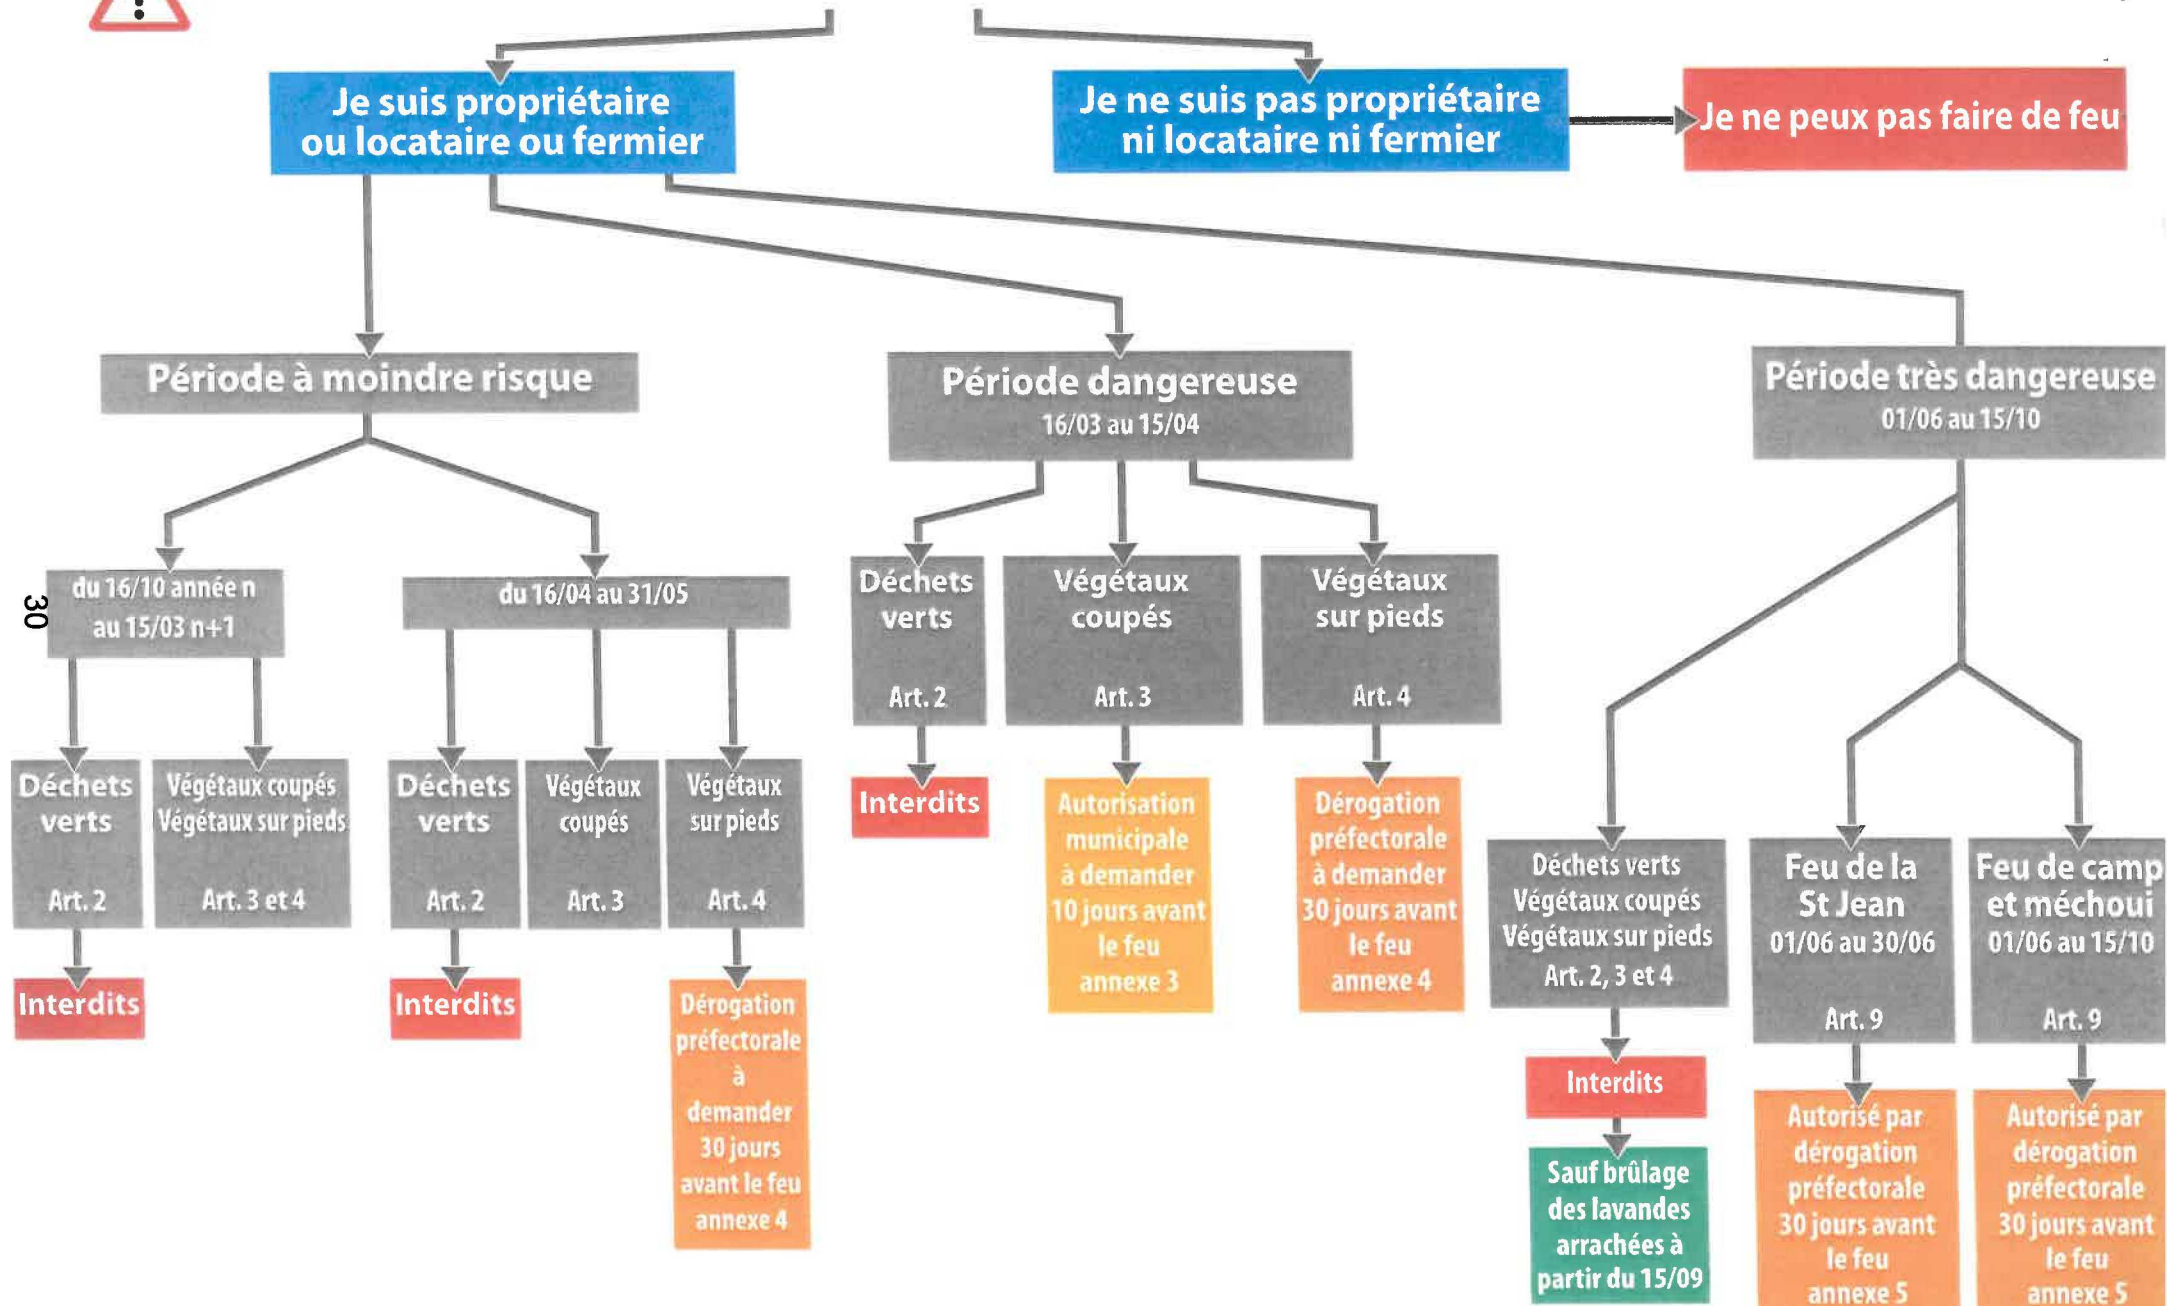 Je suis propriétaire
ou locataire ou fermier
Je ne suis pas propriétaire
ni locataire ni fermier
Je ne peux pas faire de feu
Période à moindre risque
Période dangereuse
16/03 au 15/04
Période très dangereuse
01/06 au 15/10
du 16/10 année n
au 15/03 n+1
du 16/04 au 31/05
30
Déchets
verts
Art. 2
Interdits
Végétaux coupés
Végétaux sur pieds
Art. 3 et 4
Déchets
verts
Art. 2
Interdits
Végétaux
coupés
Art. 3
Végétaux
sur pieds
Art. 4
Dérogation
préfectorale
à
demander
30 jours
avant le feu
annexe 4
Déchets
verts
Art. 2
Interdits
Végétaux
coupés
Art. 3
Autorisation
municipale
à demander
10 jours avant
le feu
annexe 3
Végétaux
sur pieds
Art. 4
Dérogation
préfectorale
à demander
30 jours avant
le feu
annexe 4
Déchets verts
Végétaux coupés
Végétaux sur pieds
Art. 2, 3 et 4
Interdits
Sauf brûlage
des lavandes
arrachées à
partir du 15/09
Feu de la
St Jean
01/06 au 30/06
Art. 9
Autorisé par
dérogation
préfectorale
30 jours avant
le feu
annexe 5
Feu de camp
et méchoui
01/06 au 15/10
Art. 9
Autorisé par
dérogation
préfectorale
30 jours avant
le feu
annexe 5